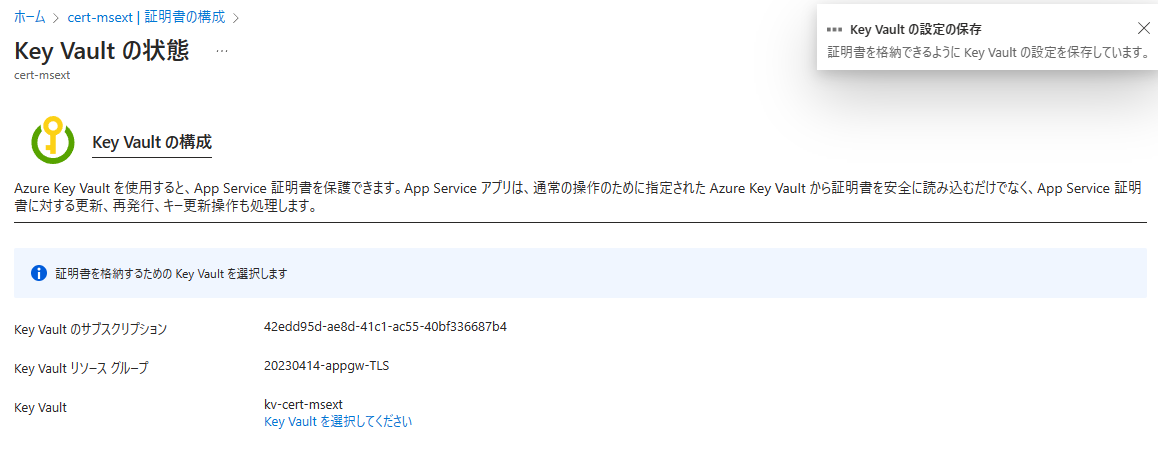 ホーム > cert-msext | 証明書の構成 >
Key Vault の状態 …
cert-msext
Key Vault の設定の保存
証明書を格納できるように Key Vault の設定を保存しています。
Key Vault の構成
Azure Key Vault を使用すると、App Service 証明書を保護できます。App Service アプリは、通常の操作のために指定された Azure Key Vault から証明書を安全に読み込むだけでなく、App Service 証明
書に対する更新、再発行、キー更新操作も処理します。
証明書を格納するための Key Vault を選択します
Key Vault のサブスクリプション 42edd95d-ae8d-41c1-ac55-40bf336687b4
Key Vault リソース グループ 20230414-appgw-TLS
Key Vault kv-cert-msext
Key Vault を選択してください